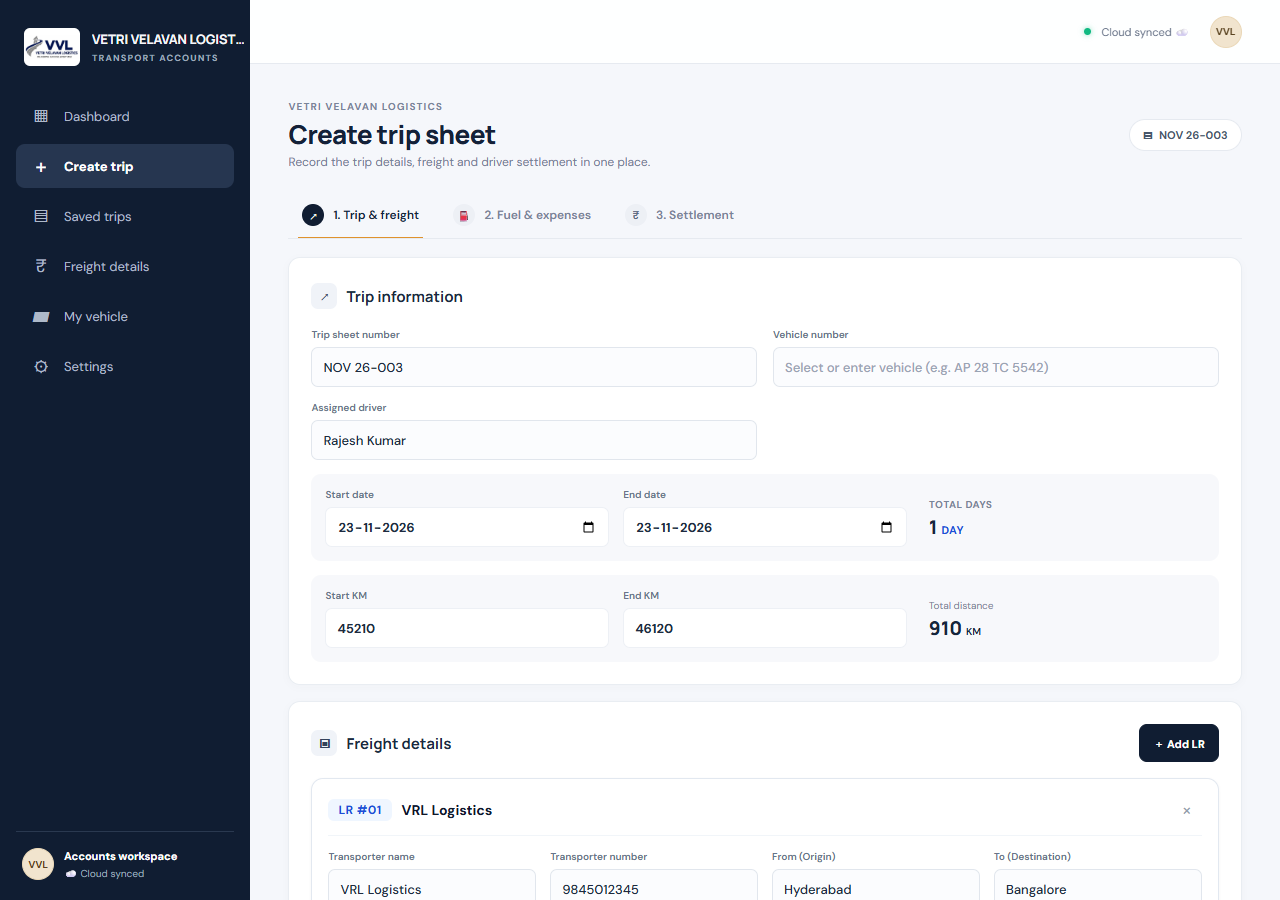 VVL
VETRI VELAVAN LOGISTICS
VETRI VELAVAN LOGIST...
TRANSPORT ACCOUNTS
Dashboard
+ Create trip
Saved trips
₹ Freight details
My vehicle
Settings
VVL
Accounts workspace
Cloud synced
Cloud synced
VVL
VETRI VELAVAN LOGISTICS
Create trip sheet
Record the trip details, freight and driver settlement in one place.
NOV 26-003
1. Trip & freight
2. Fuel & expenses
₹ 3. Settlement
Trip information
Trip sheet number
NOV 26-003
Vehicle number
Select or enter vehicle (e.g. AP 28 TC 5542)
Assigned driver
Rajesh Kumar
Start date
23-11-2026
End date
23-11-2026
TOTAL DAYS
1 DAY
Start KM
45210
End KM
46120
Total distance
910 KM
Freight details
+ Add LR
LR #01 VRL Logistics
×
Transporter name
VRL Logistics
Transporter number
9845012345
From (Origin)
Hyderabad
To (Destination)
Bangalore